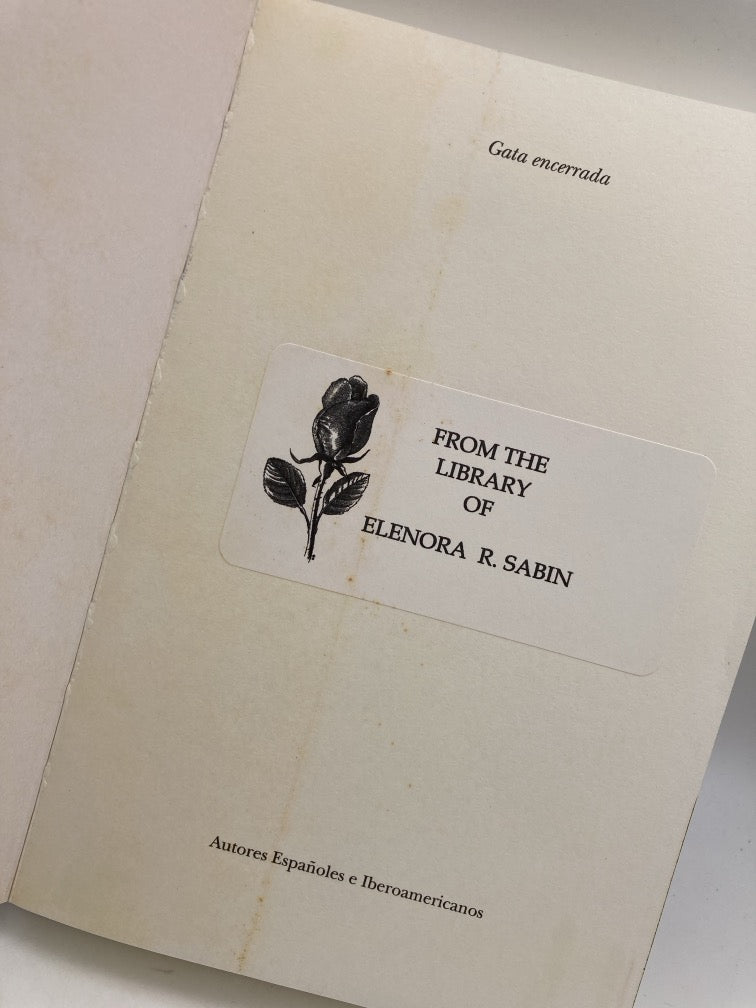 Gata encerrada
FROM THE
LIBRARY
OF
ELENORA R. SABIN
Autores Españoles e Iberoamericanos